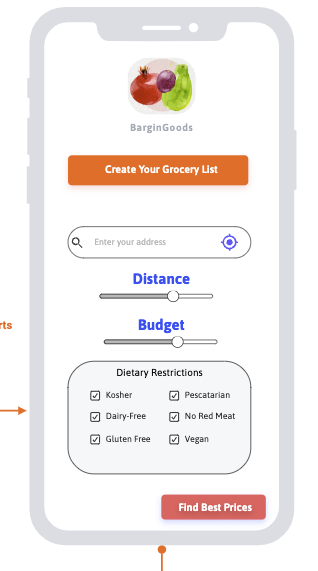 BarginGoods
Create Your Grocery List
Enter your address
Distance
rts
Budget
Dietary Restrictions
Kosher
Pescatarian
Dairy-Free
No Red Meat
Gluten Free
Vegan
Find Best Prices